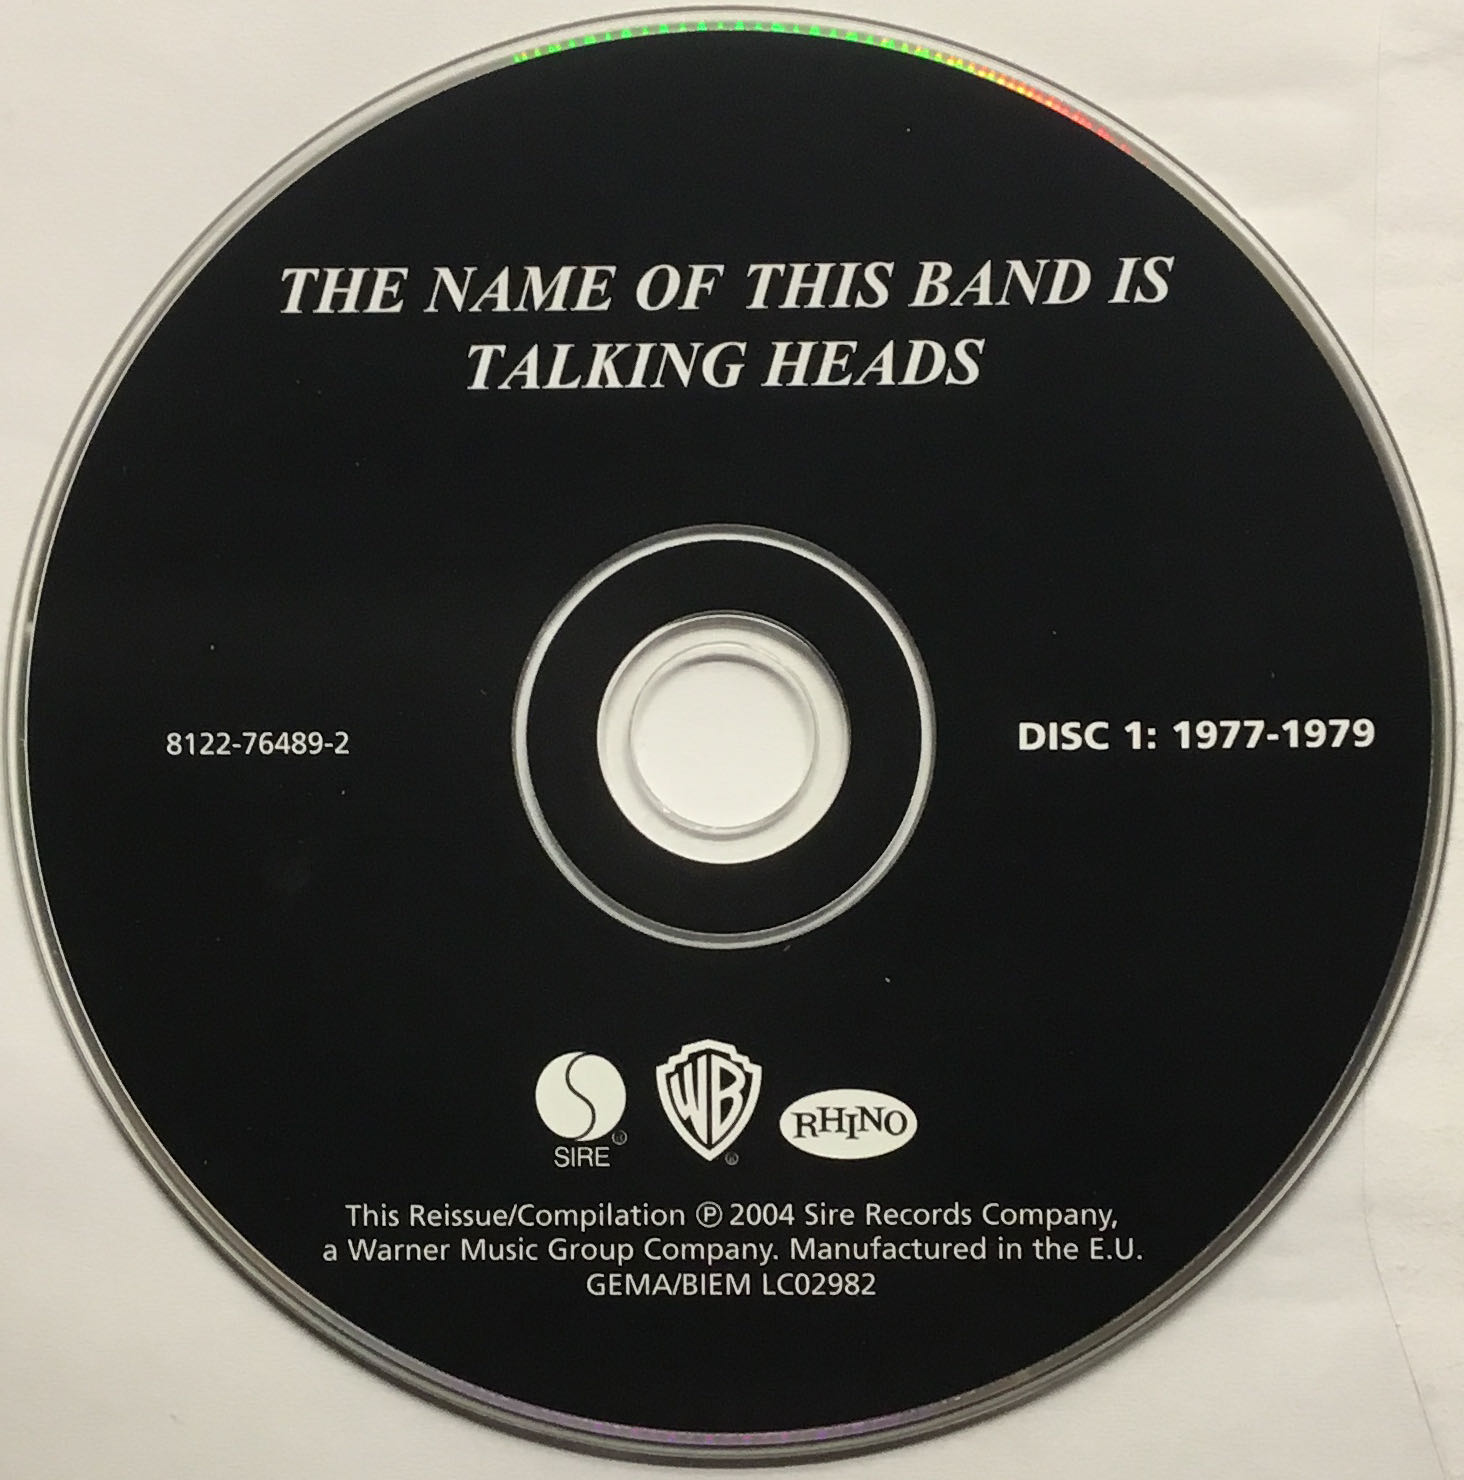 THE NAME OF THIS BAND IS
TALKING HEADS
8122-76489-2
DISC 1: 1977-1979
SIRE ®
WB ®
RHINO
This Reissue/Compilation ℗ 2004 Sire Records Company,
a Warner Music Group Company. Manufactured in the E.U.
GEMA/BIEM LC02982